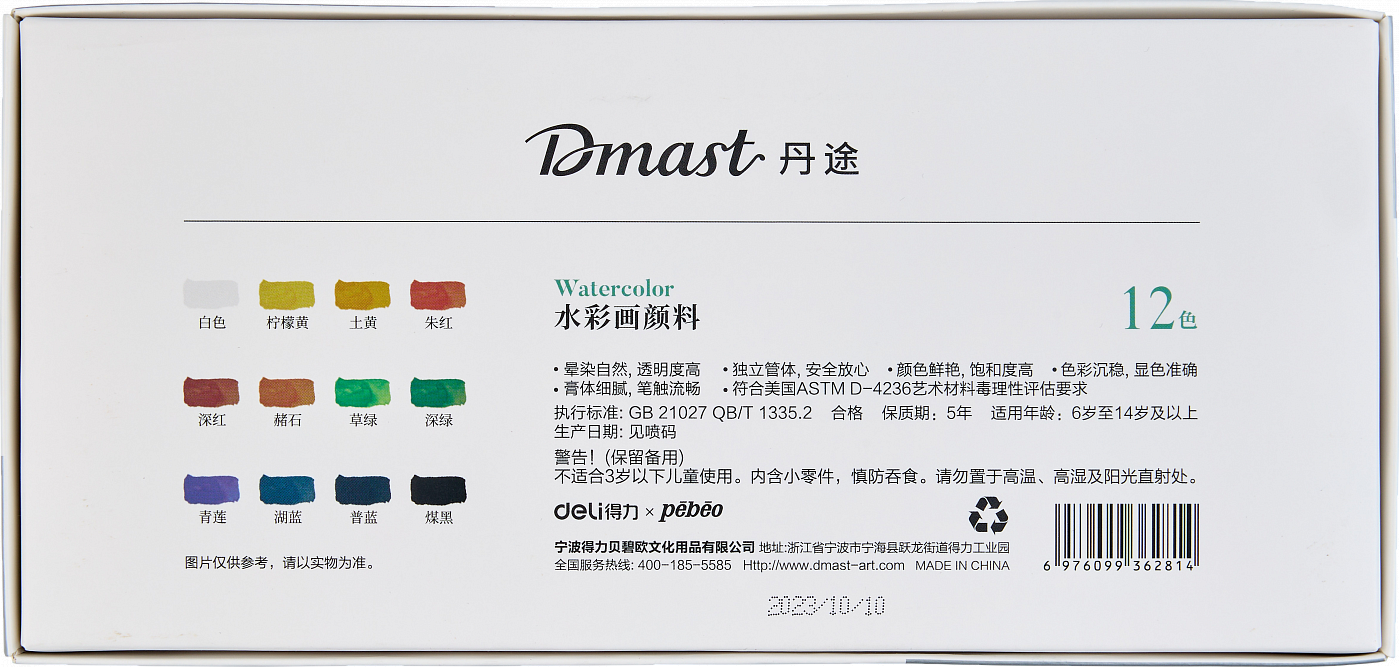 Dmast 丹途
白色 柠檬黄 土黄 朱红
深红 赭石 草绿 深绿
青莲 湖蓝 普蓝 煤黑
图片仅供参考，请以实物为准。
Watercolor
水彩画颜料
12色
• 晕染自然, 透明度高 • 独立管体, 安全放心 • 颜色鲜艳, 饱和度高 • 色彩沉稳, 显色准确
• 膏体细腻, 笔触流畅 • 符合美国ASTM D-4236艺术材料毒理性评估要求
执行标准: GB 21027 QB/T 1335.2 合格 保质期：5年 适用年龄：6岁至14岁及以上
生产日期: 见喷码
警告！(保留备用)
不适合3岁以下儿童使用。内含小零件，慎防吞食。请勿置于高温、高湿及阳光直射处。
deli得力 × pēbēo
宁波得力贝碧欧文化用品有限公司 地址:浙江省宁波市宁海县跃龙街道得力工业园
全国服务热线: 400-185-5585 Http://www.dmast-art.com MADE IN CHINA
6 976099 362814
2023/10/10